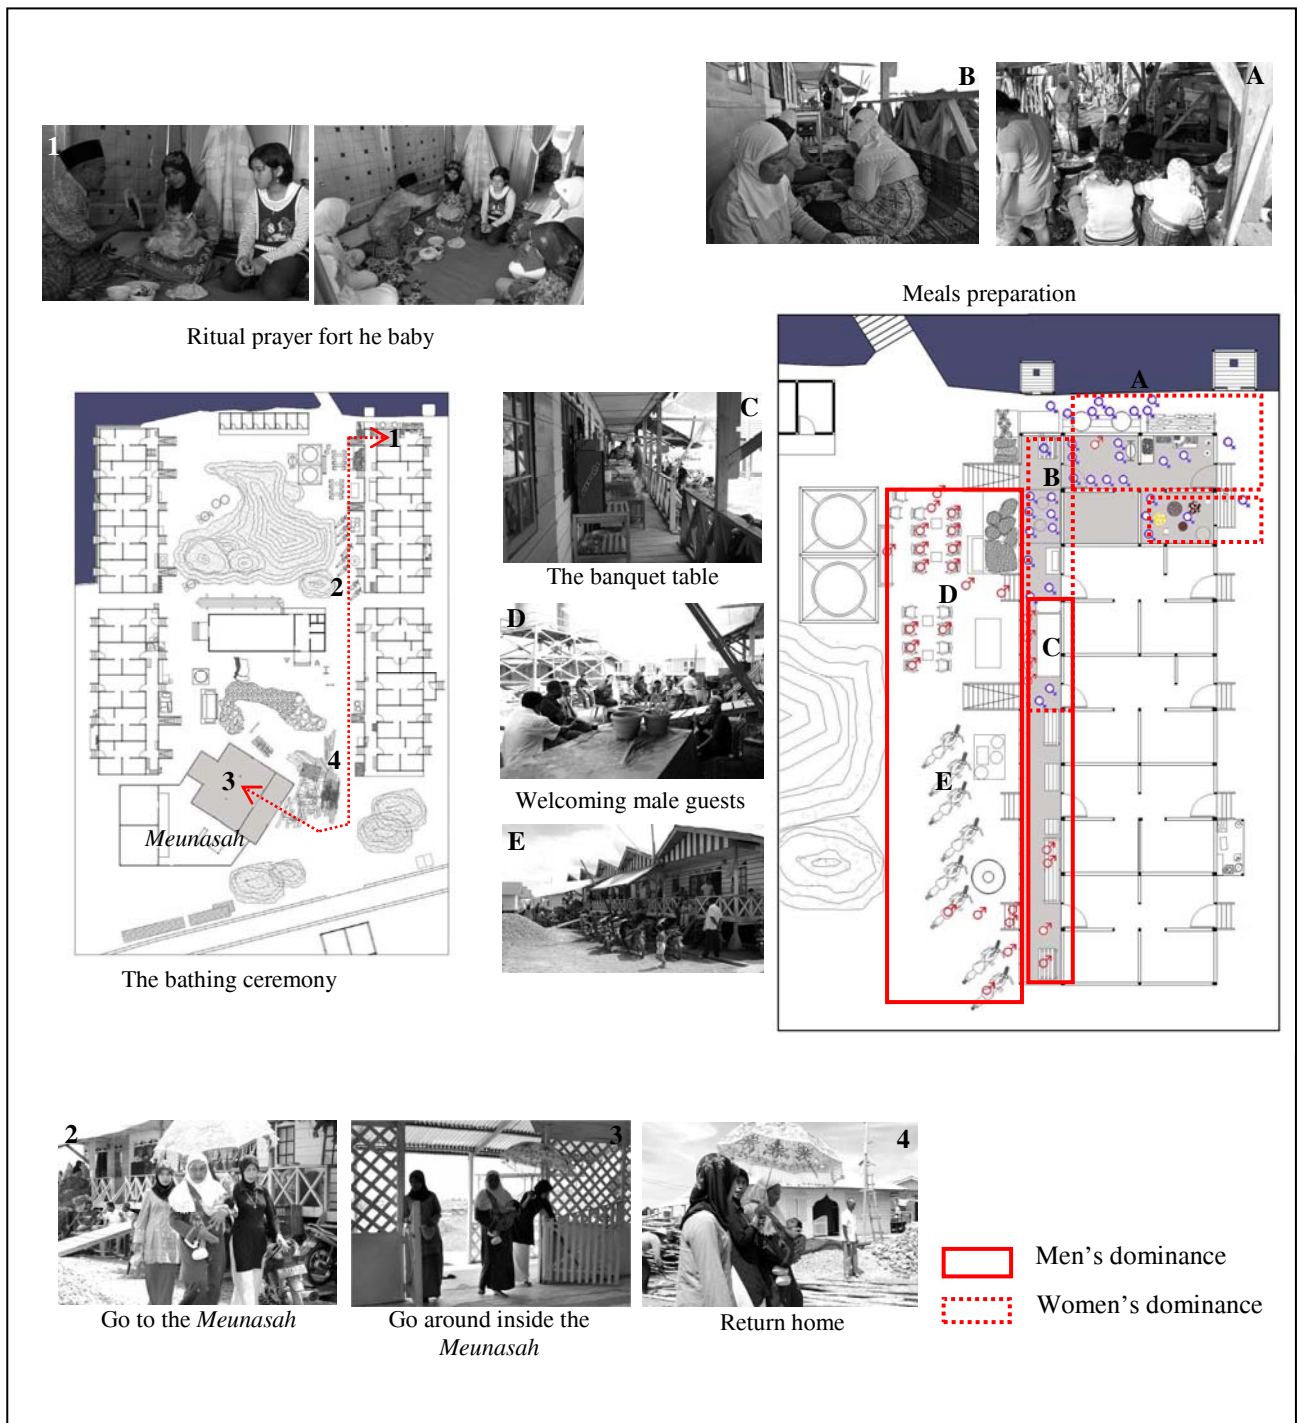 B
A
1
Meals preparation
Ritual prayer fort he baby
A
1
C
B
2
The banquet table
D
D
C
4
3
E
Meunasah
Welcoming male guests
E
The bathing ceremony
2
3
4
Men's dominance
Women's dominance
Go to the Meunasah
Go around inside the
Meunasah
Return home